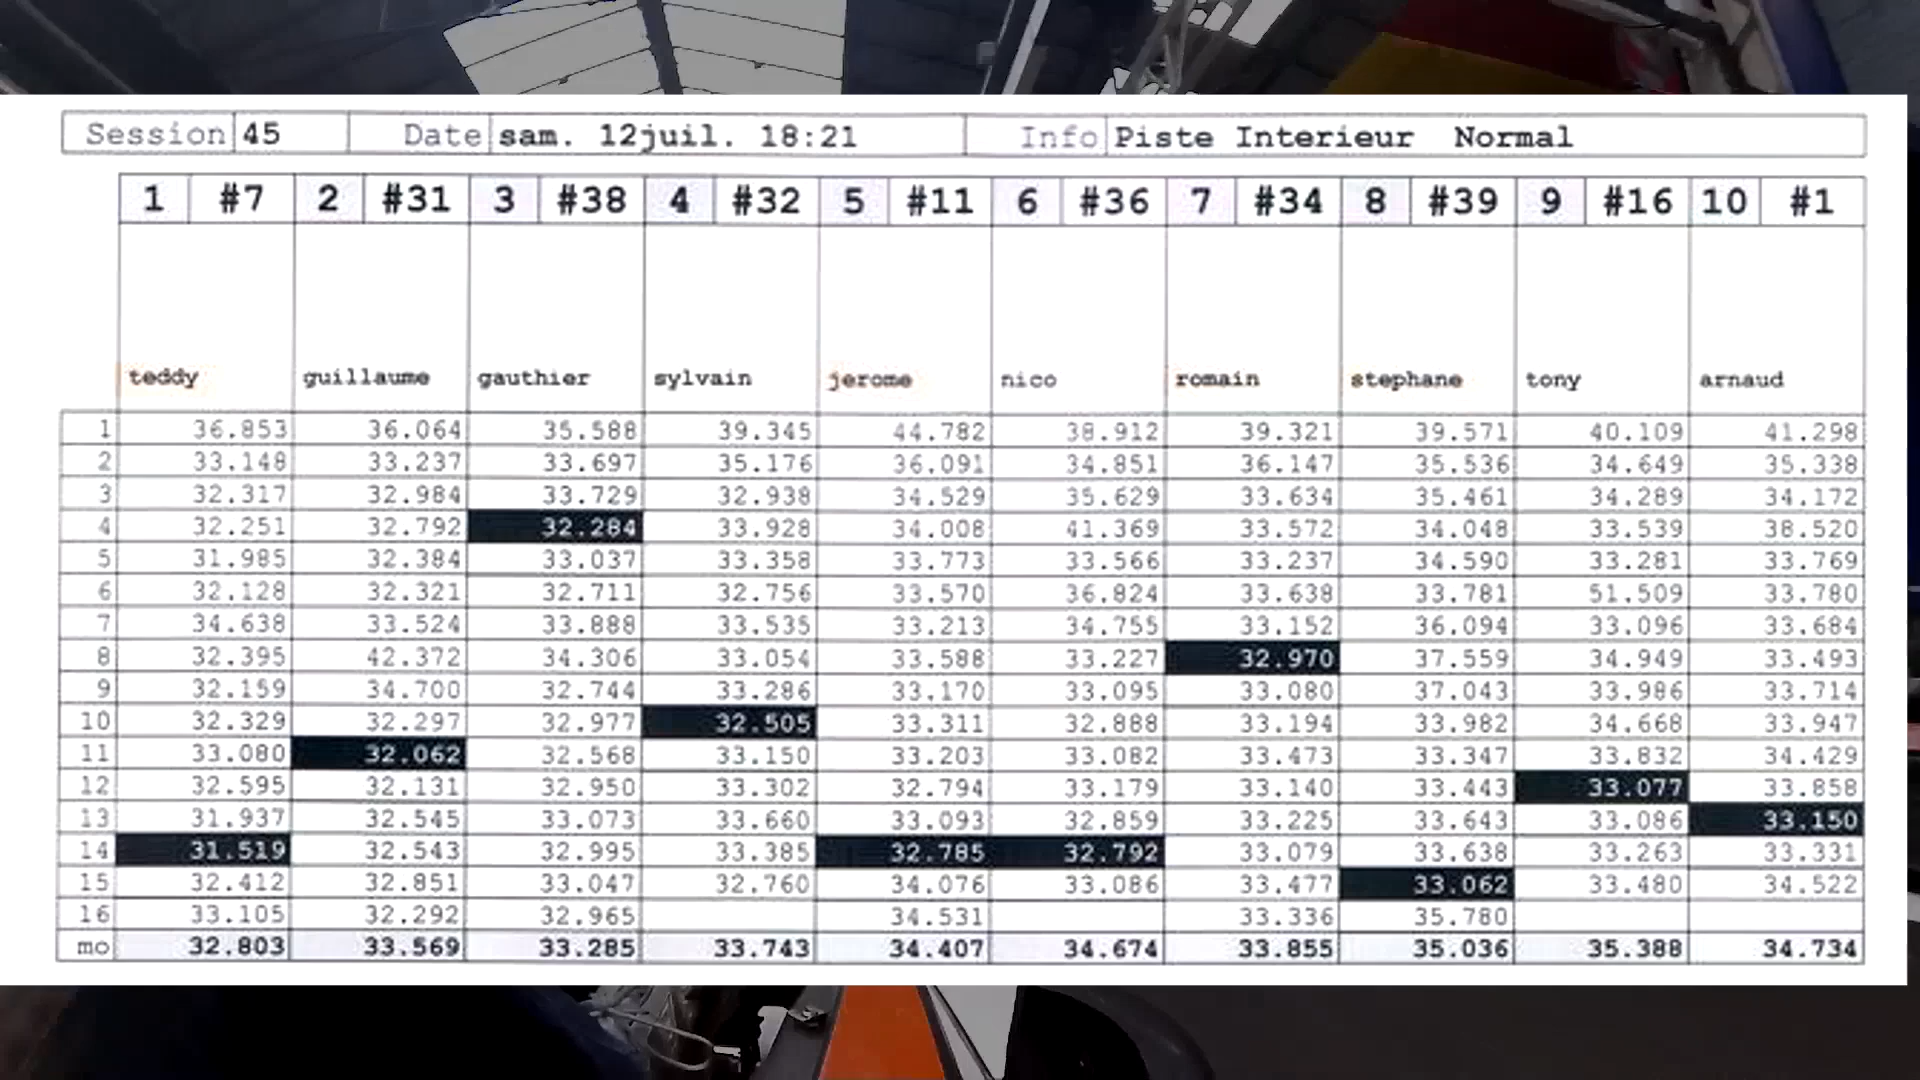 Session 45 Date sam. 12juil. 18:21 Info Piste Interieur Normal
1 #7 2 #31 3 #38 4 #32 5 #11 6 #36 7 #34 8 #39 9 #16 10 #1
teddy guillaume gauthier sylvain jerome nico romain stephane tony arnaud
1 36.853 36.064 35.588 39.345 44.782 38.912 39.321 39.571 40.109 41.298
2 33.148 33.237 33.697 35.176 36.091 34.851 36.147 35.536 34.649 35.338
3 32.317 32.984 33.729 32.938 34.529 35.629 33.634 35.461 34.289 34.172
4 32.251 32.792 32.284 33.928 34.008 41.369 33.572 34.048 33.539 38.520
5 31.985 32.384 33.037 33.358 33.773 33.566 33.237 34.590 33.281 33.769
6 32.128 32.321 32.711 32.756 33.570 36.824 33.638 33.781 51.509 33.780
7 34.638 33.524 33.888 33.535 33.213 34.755 33.152 36.094 33.096 33.684
8 32.395 42.372 34.306 33.054 33.588 33.227 32.970 37.559 34.949 33.493
9 32.159 34.700 32.744 33.286 33.170 33.095 33.080 37.043 33.986 33.714
10 32.329 32.297 32.977 32.505 33.311 32.888 33.194 33.982 34.668 33.947
11 33.080 32.062 32.568 33.150 33.203 33.082 33.473 33.347 33.832 34.429
12 32.595 32.131 32.950 33.302 32.794 33.179 33.140 33.443 33.077 33.858
13 31.937 32.545 33.073 33.660 33.093 32.859 33.225 33.643 33.086 33.150
14 31.519 32.543 32.995 33.385 32.785 32.792 33.079 33.638 33.263 33.331
15 32.412 32.851 33.047 32.760 34.076 33.086 33.477 33.062 33.480 34.522
16 33.105 32.292 32.965 34.531 33.336 35.780
mo 32.803 33.569 33.285 33.743 34.407 34.674 33.855 35.036 35.388 34.734